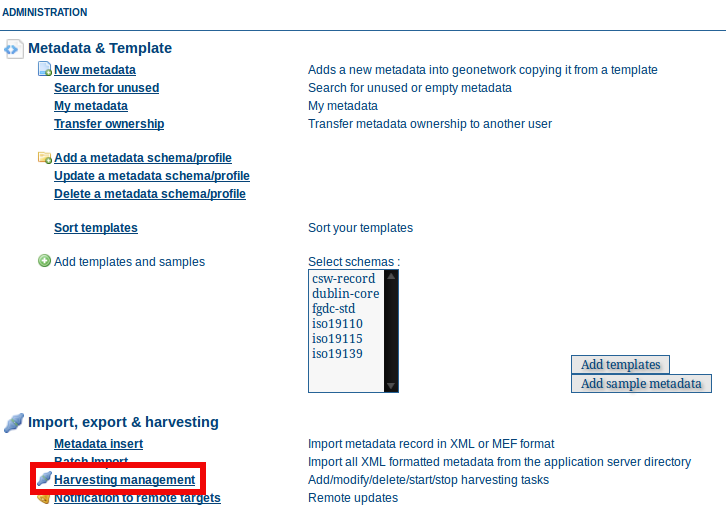 ADMINISTRATION
Metadata & Template
New metadata Adds a new metadata into geonetwork copying it from a template
Search for unused Search for unused or empty metadata
My metadata My metadata
Transfer ownership Transfer metadata ownership to another user
Add a metadata schema/profile
Update a metadata schema/profile
Delete a metadata schema/profile
Sort templates Sort your templates
Add templates and samples Select schemas :
csw-record
dublin-core
fgdc-std
iso19110
iso19115
iso19139
Add templates
Add sample metadata
Import, export & harvesting
Metadata insert Import metadata record in XML or MEF format
Batch Import Import all XML formatted metadata from the application server directory
Harvesting management Add/modify/delete/start/stop harvesting tasks
Notification to remote targets Remote updates